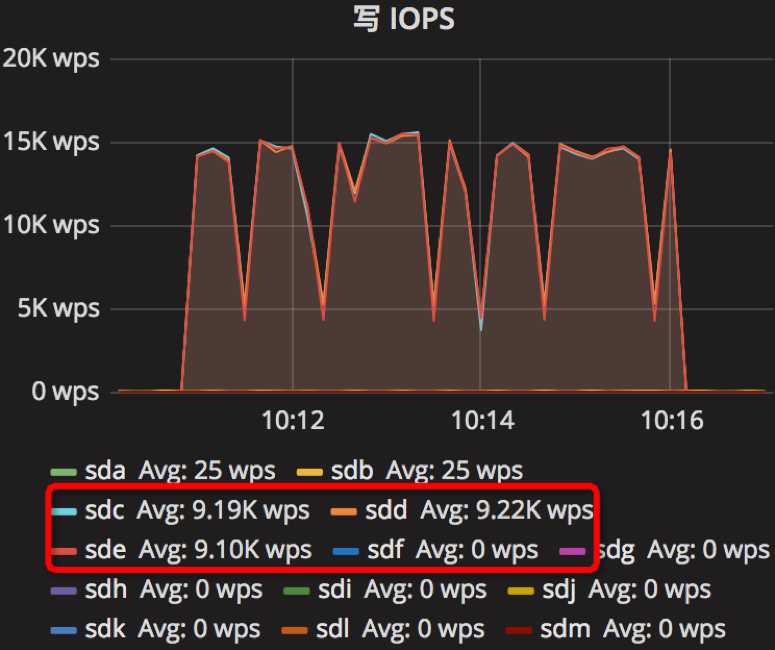 写 IOPS
20K wps
15K wps
10K wps
5K wps
0 wps
10:12 10:14 10:16
sda Avg: 25 wps sdb Avg: 25 wps
sdc Avg: 9.19K wps sdd Avg: 9.22K wps
sde Avg: 9.10K wps sdf Avg: 0 wps sdg Avg: 0 wps
sdh Avg: 0 wps sdi Avg: 0 wps sdj Avg: 0 wps
sdk Avg: 0 wps sdl Avg: 0 wps sdm Avg: 0 wps